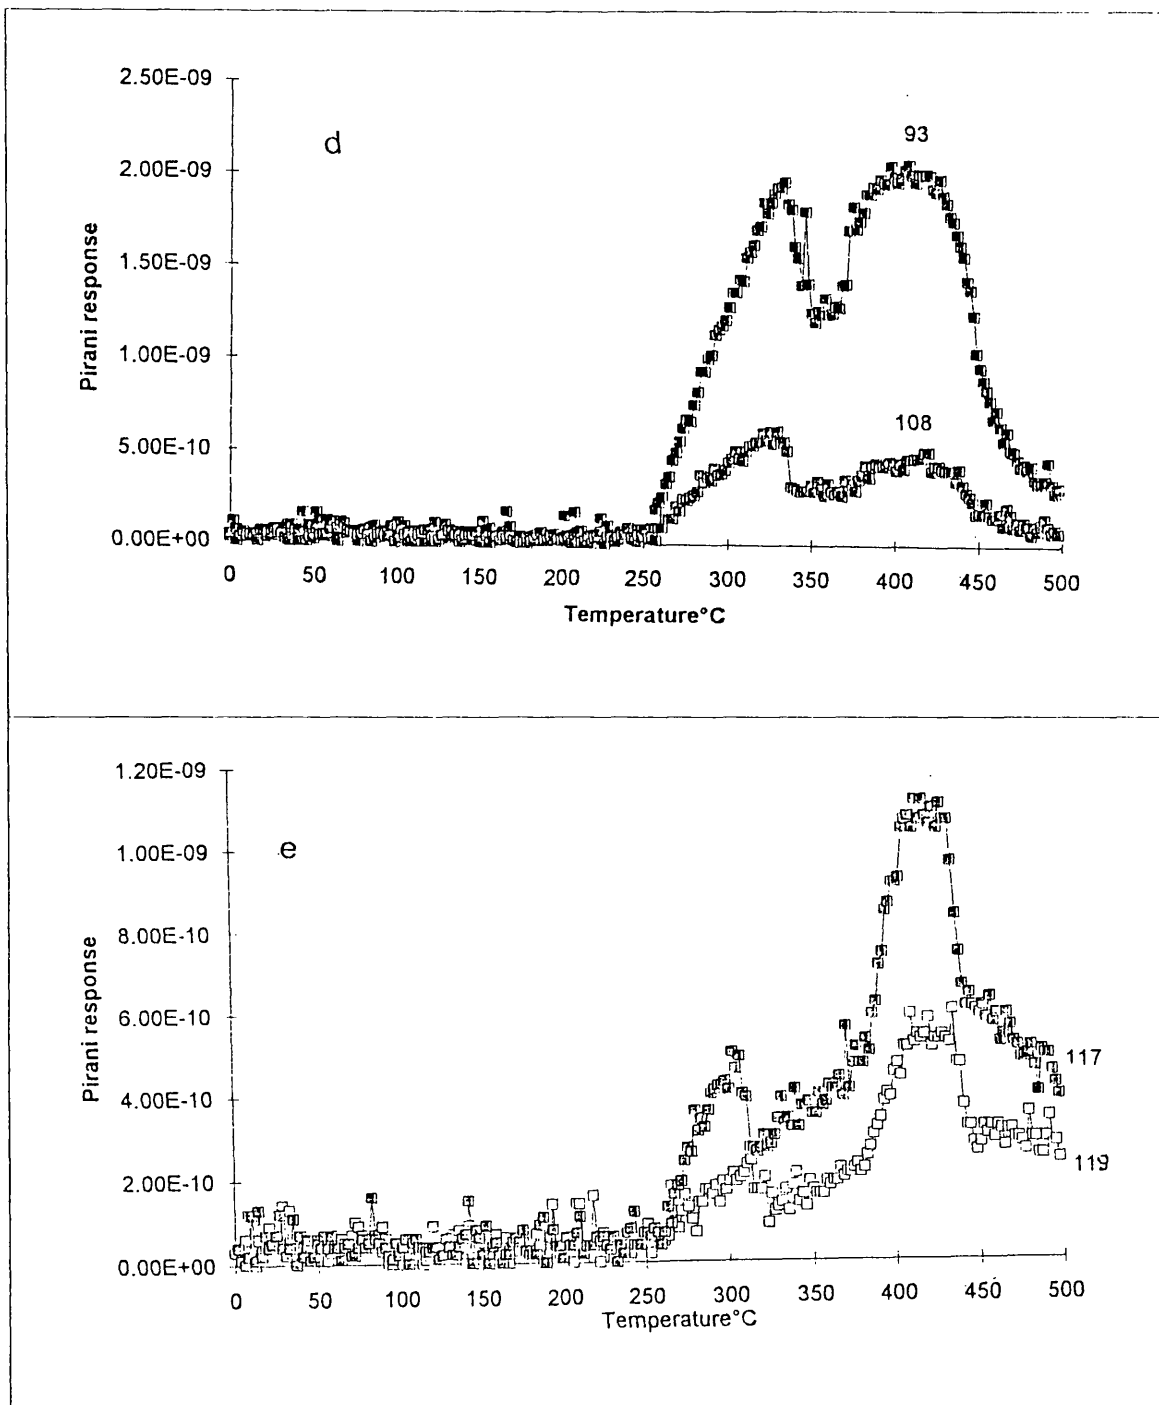 2.50E-09
d
93
2.00E-09
1.50E-09
Pirani response
1.00E-09
108
5.00E-10
0.00E+00
0 50 100 150 200 250 300 350 400 450 500
Temperature°C
1.20E-09
e
1.00E-09
8.00E-10
Pirani response
6.00E-10
117
4.00E-10
119
2.00E-10
0.00E+00
0 50 100 150 200 250 300 350 400 450 500
Temperature°C